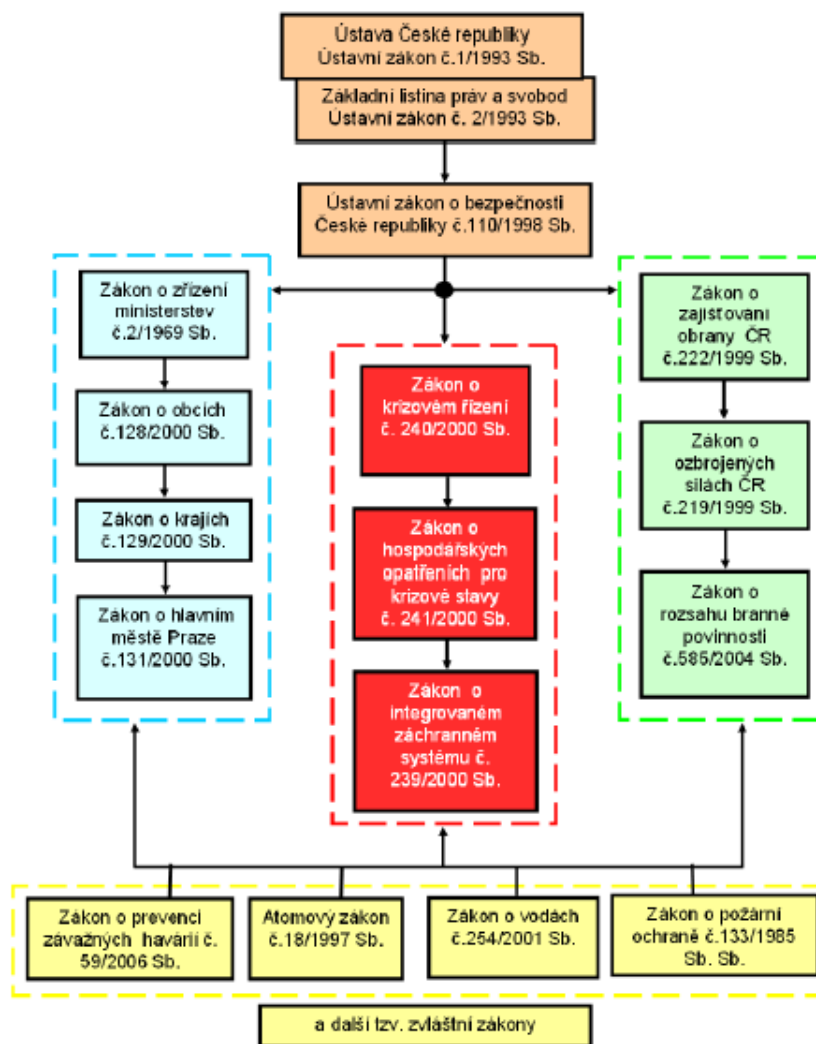 Ústava České republiky
Ústavní zákon č.1/1993 Sb.
Základní listina práv a svobod
Ústavní zákon č. 2/1993 Sb.
Ústavní zákon o bezpečnosti
České republiky č.110/1998 Sb.
Zákon o zřízení
ministerstev
č.2/1969 Sb.
Zákon o obcích
č.128/2000 Sb.
Zákon o krajích
č.129/2000 Sb.
Zákon o hlavním
městě Praze
č.131/2000 Sb.
Zákon o
krizovém řízení
č. 240/2000 Sb.
Zákon o
hospodářských
opatřeních pro
krizové stavy
č. 241/2000 Sb.
Zákon o
integrovaném
záchranném
systému č.
239/2000 Sb.
Zákon o
zajišťování
obrany ČR
č.222/1999 Sb.
Zákon o
ozbrojených
silách ČR
č.219/1999 Sb.
Zákon o
rozsahu branné
povinnosti
č.585/2004 Sb.
Zákon o prevenci
závažných havárií č.
59/2006 Sb.
Atomový zákon
č.18/1997 Sb.
Zákon o vodách
č.254/2001 Sb.
Zákon o požární
ochraně č.133/1985
Sb. Sb.
a další tzv. zvláštní zákony